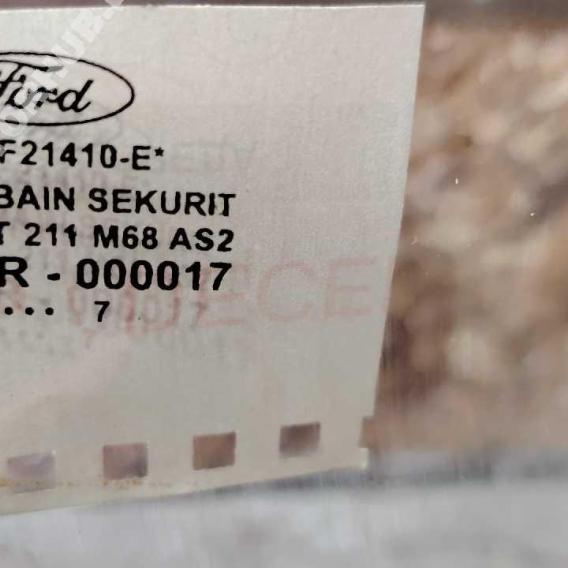 Ford
F21410-E*
BAIN SEKURIT
T 211 M68 AS2
R - 000017
... 7